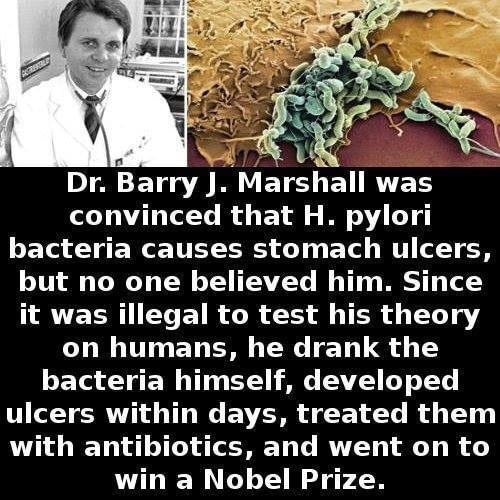 Dr. Barry J. Marshall was
convinced that H. pylori
bacteria causes stomach ulcers,
but no one believed him. Since
it was illegal to test his theory
on humans, he drank the
bacteria himself, developed
ulcers within days, treated them
with antibiotics, and went on to
win a Nobel Prize.